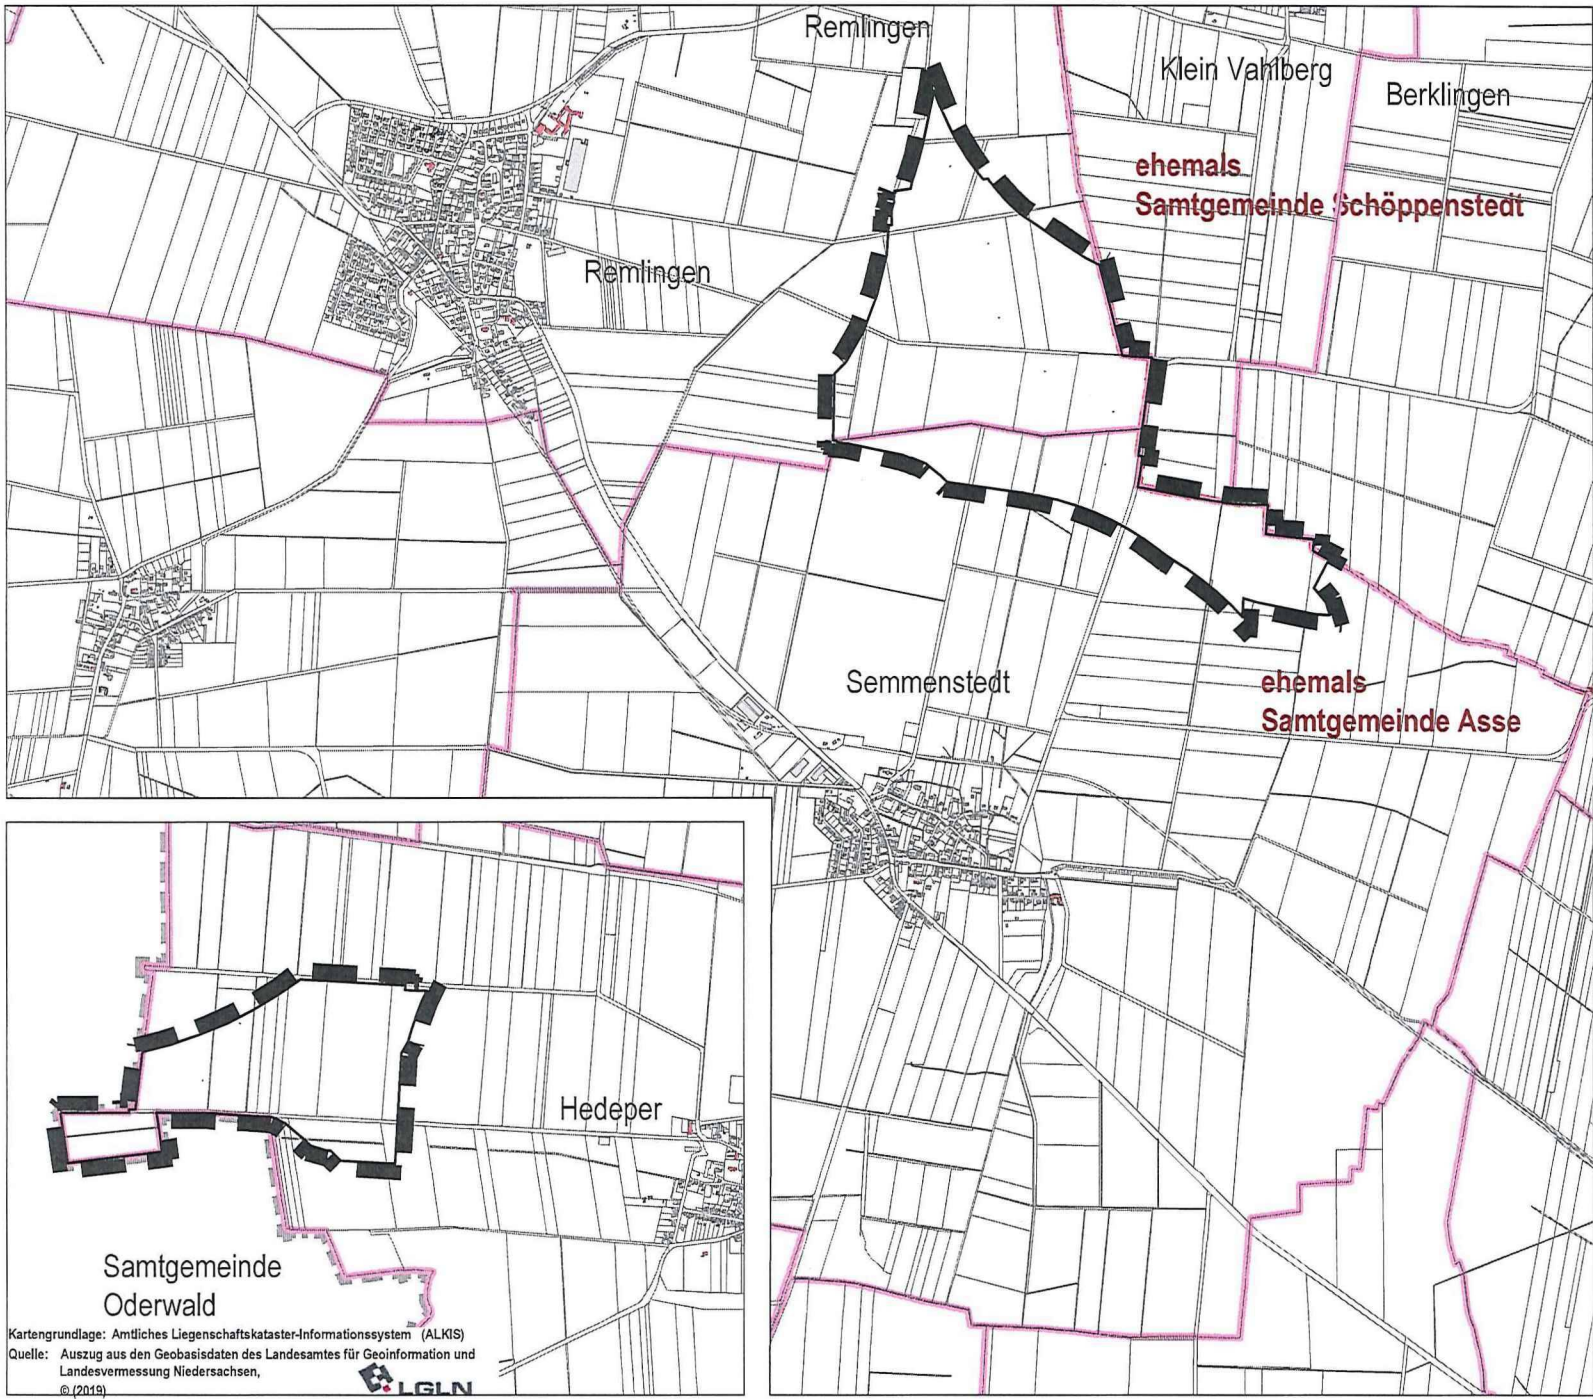 Remlingen
Klein Vahlberg
Berklingen
ehemals
Samtgemeinde Schöppenstedt
Remlingen
Semmenstedt
ehemals
Samtgemeinde Asse
Hedeper
Samtgemeinde
Oderwald
Kartengrundlage: Amtliches Liegenschaftskataster-Informationssystem (ALKIS)
Quelle: Auszug aus den Geobasisdaten des Landesamtes für Geoinformation und
Landesvermessung Niedersachsen,
© (2019)
LGLN